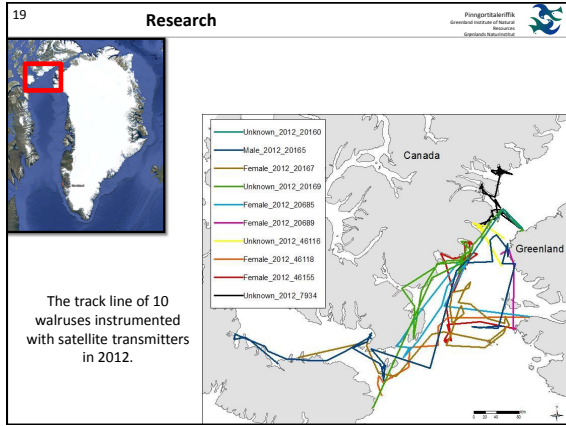 19
Research
Pinngortitaleriffik
Greenland Institute of Natural
Resources
Grønlands Naturinstitut
Unknown_2012_20160
Male_2012_20165
Female_2012_20167
Unknown_2012_20169
Female_2012_20685
Female_2012_20689
Unknown_2012_46116
Female_2012_46118
Female_2012_46155
Unknown_2012_7934
Canada
Greenland
The track line of 10
walruses instrumented
with satellite transmitters
in 2012.